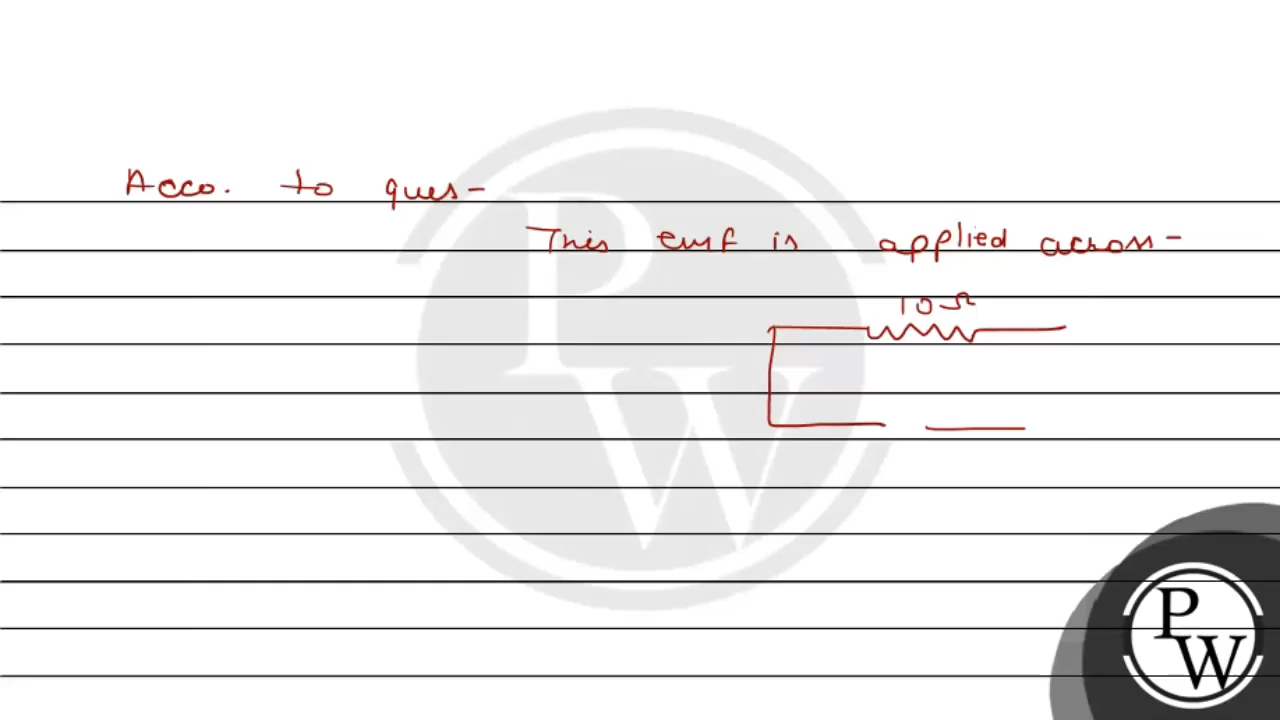 Acco. to ques-
This emf is applied across-
10Ω
P
W
P
W